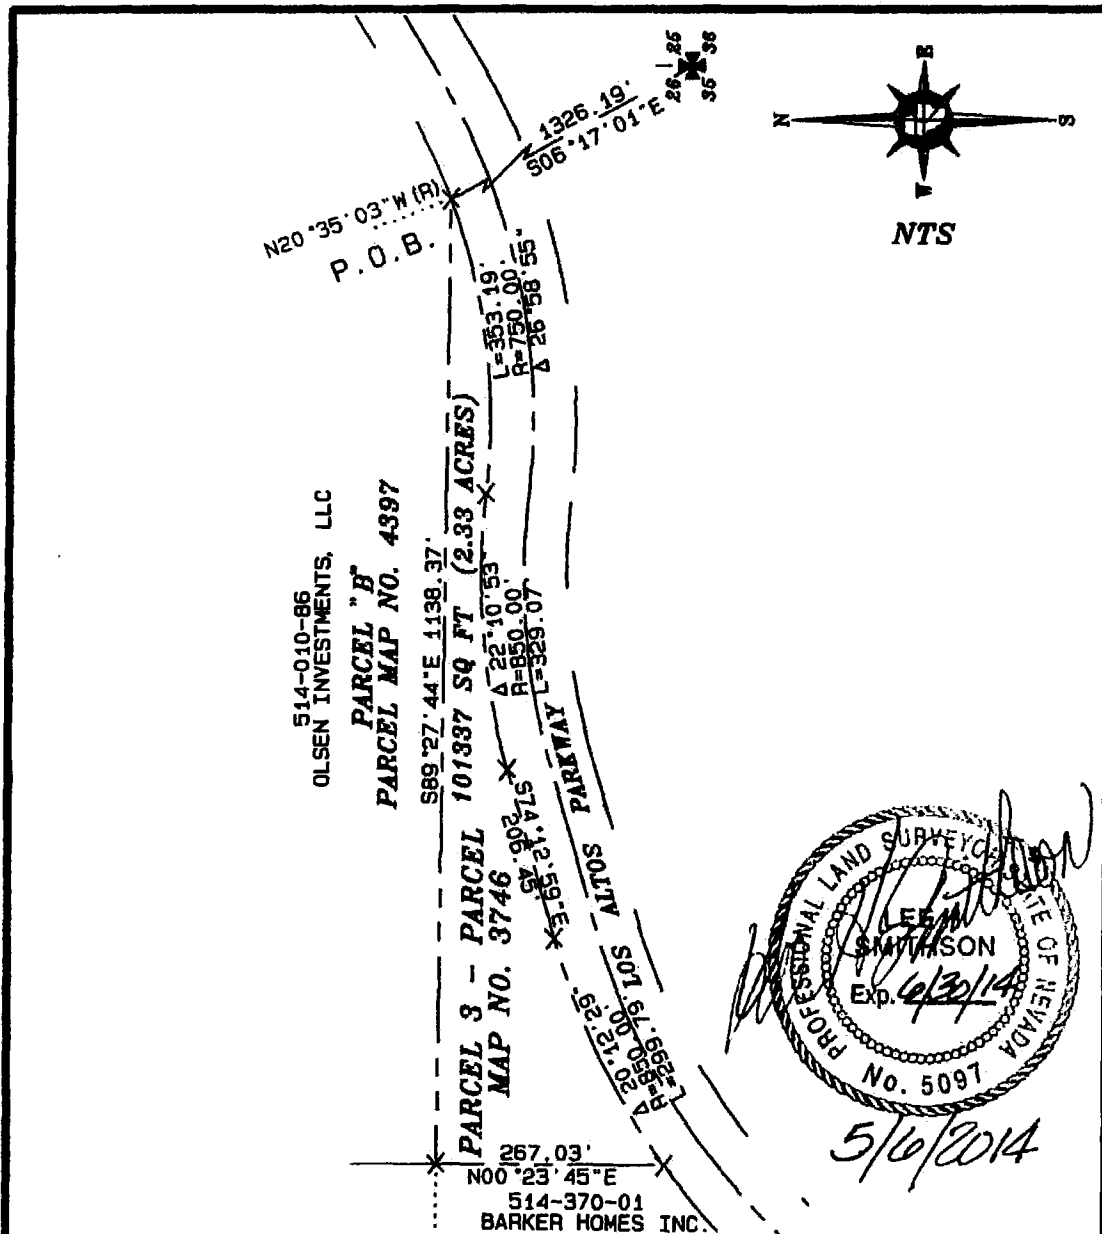 26 25
35 36
1326.19'
S06°17'01"E
N20°35'03"W (R)
P.O.B.
N
E
S
W
NTS
L=353.19'
R=750.00'
Δ 26°58'55"
514-010-86
OLSEN INVESTMENTS, LLC
PARCEL "B"
PARCEL MAP NO. 4397
S89°27'44"E 1138.37'
PARCEL 3 - PARCEL 101337 SQ FT (2.33 ACRES)
MAP NO. 3746
Δ 22°10'53"
R=850.00'
L=329.07'
S74°12'59"E
206.45'
LOS ALTOS PARKWAY
Δ 20°12'29"
R=850.00'
L=299.79'
267.03'
N00°23'45"E
514-370-01
BARKER HOMES INC.
PROFESSIONAL LAND SURVEYOR
STATE OF NEVADA
LEE H.
SMITHSON
Exp. 6/30/14
No. 5097
5/6/2014